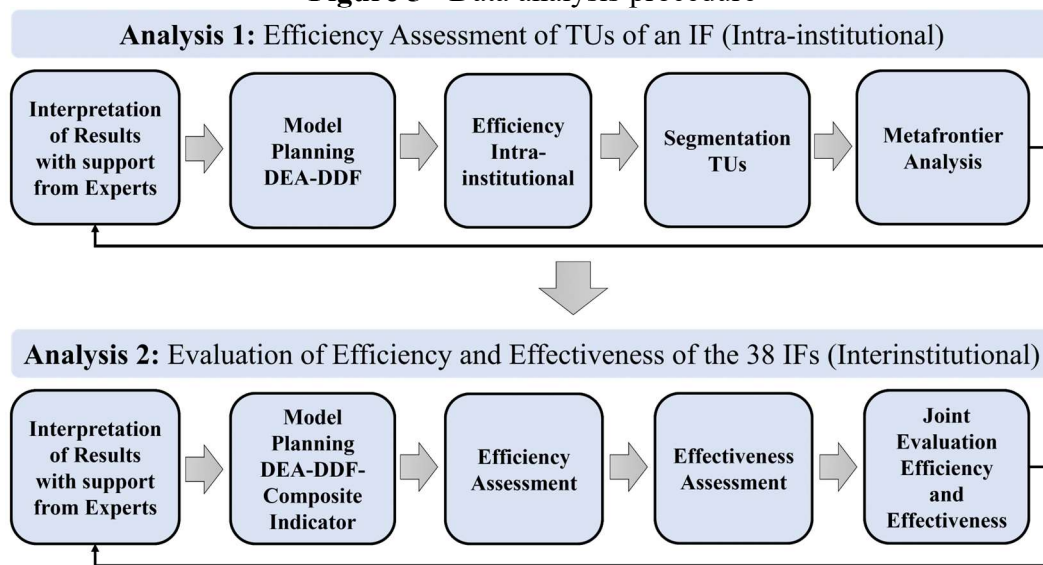 Figure 3 - Data analysis procedure
Analysis 1: Efficiency Assessment of TUs of an IF (Intra-institutional)
Interpretation
of Results
with support
from Experts
Model
Planning
DEA-DDF
Efficiency
Intra-
institutional
Segmentation
TUs
Metafrontier
Analysis
Analysis 2: Evaluation of Efficiency and Effectiveness of the 38 IFs (Interinstitutional)
Interpretation
of Results
with support
from Experts
Model
Planning
DEA-DDF-
Composite
Indicator
Efficiency
Assessment
Effectiveness
Assessment
Joint
Evaluation
Efficiency
and
Effectiveness